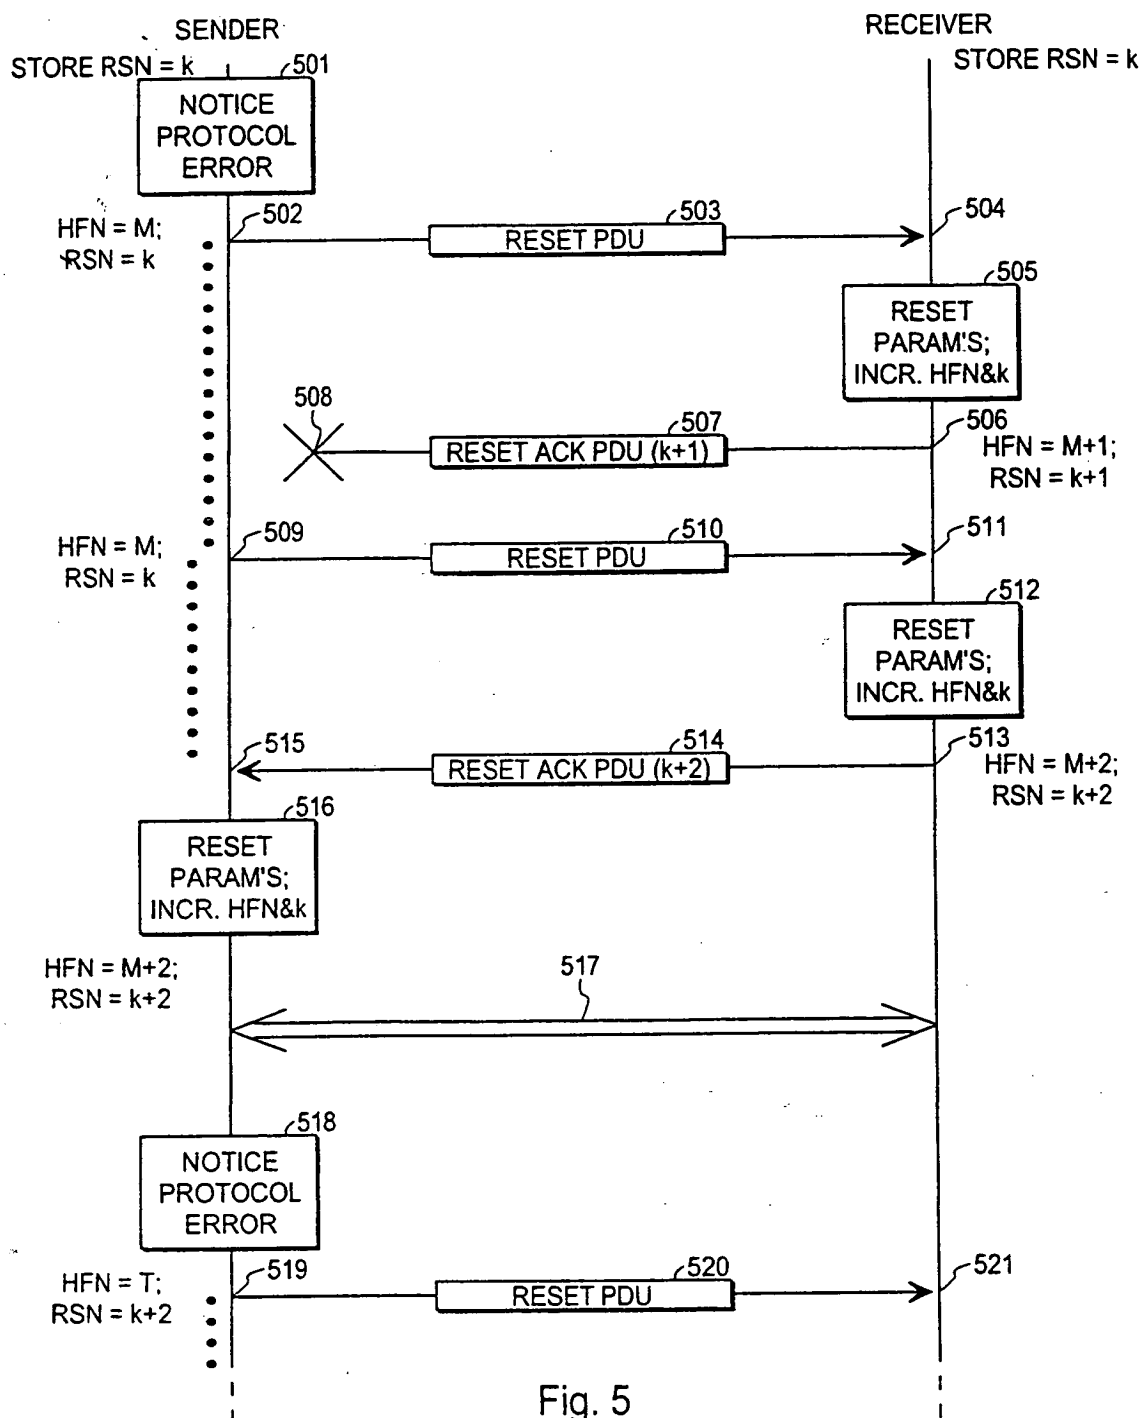 SENDER
RECEIVER
STORE RSN = k
501
STORE RSN = k
NOTICE
PROTOCOL
ERROR
HFN = M;
RSN = k
502
503
RESET PDU
504
505
RESET
PARAM'S;
INCR. HFN&k
508
507
RESET ACK PDU (k+1)
506
HFN = M+1;
RSN = k+1
HFN = M;
RSN = k
509
510
RESET PDU
511
512
RESET
PARAM'S;
INCR. HFN&k
515
514
RESET ACK PDU (k+2)
513
HFN = M+2;
RSN = k+2
516
RESET
PARAM'S;
INCR. HFN&k
HFN = M+2;
RSN = k+2
517
518
NOTICE
PROTOCOL
ERROR
HFN = T;
RSN = k+2
519
520
RESET PDU
521
Fig. 5